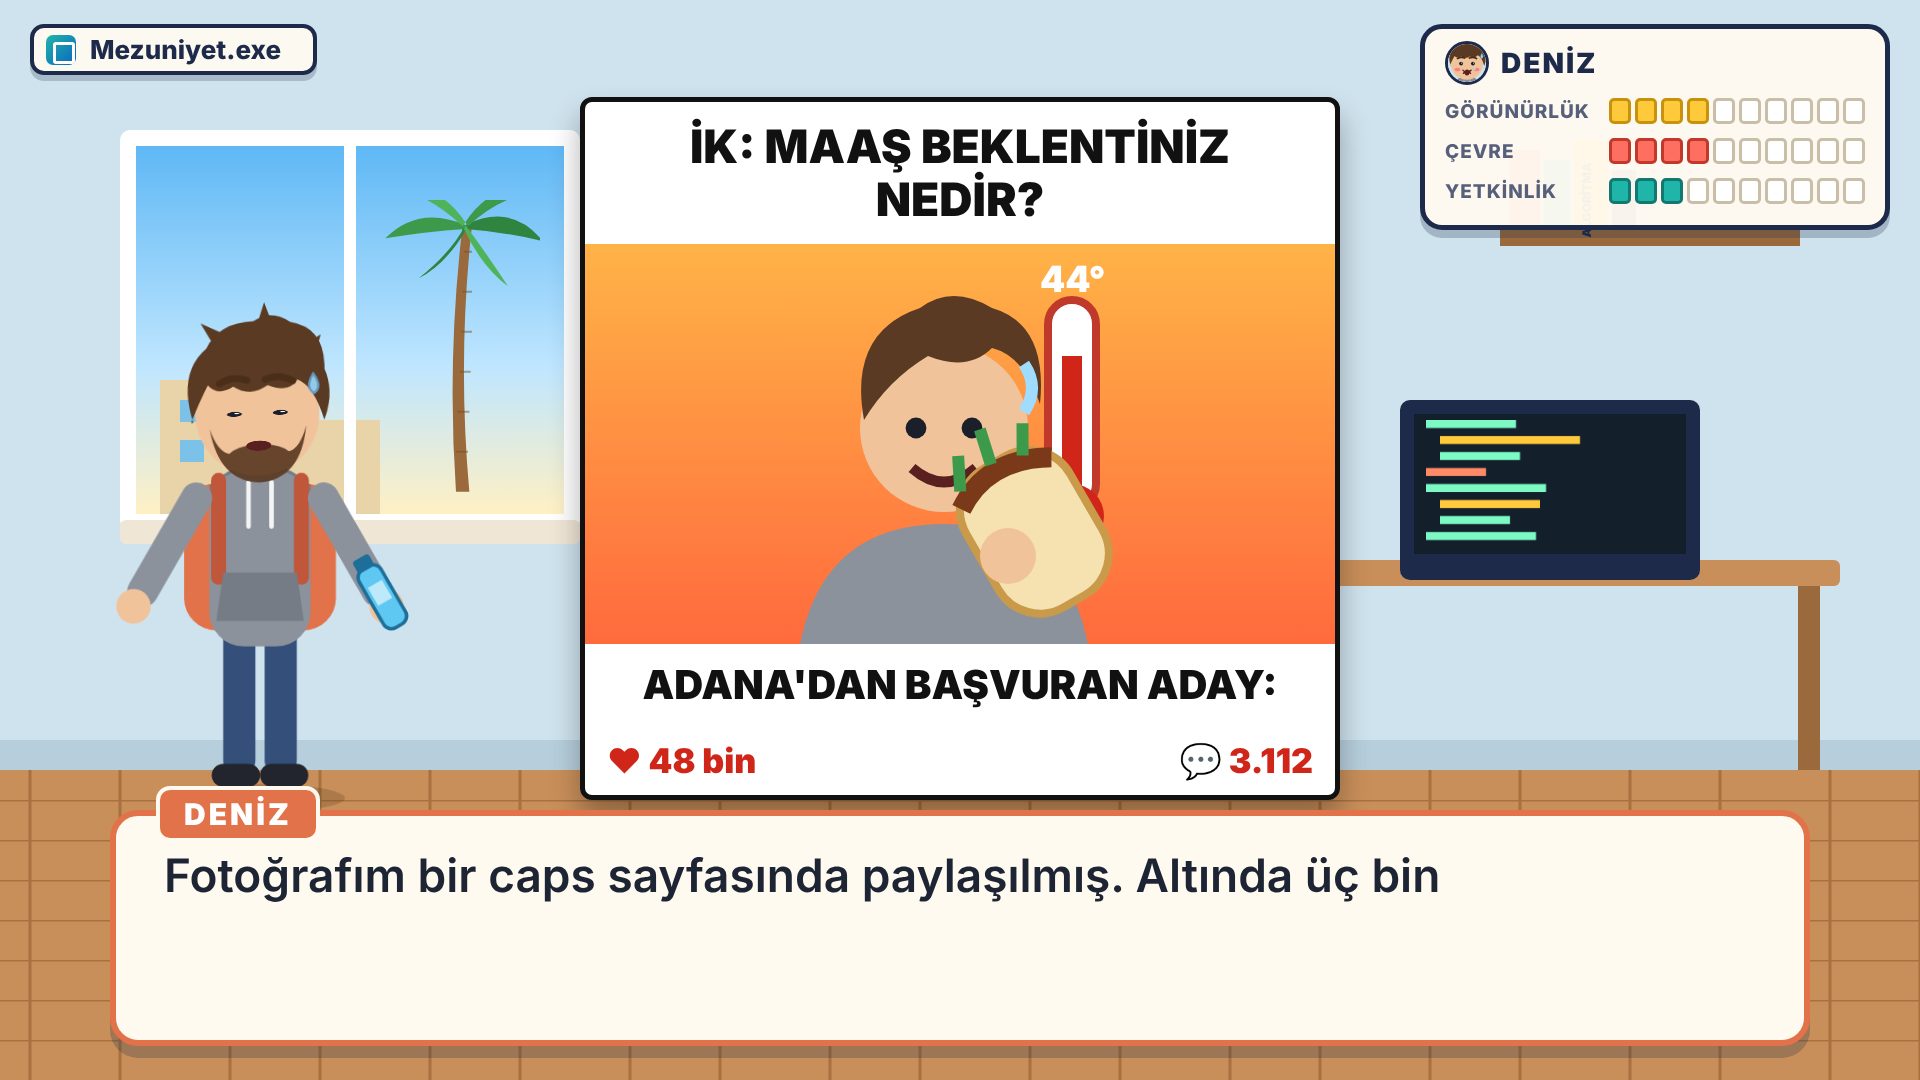 Mezuniyet.exe
DENİZ
GÖRÜNÜRLÜK
ÇEVRE
YETKİNLİK
İK: MAAŞ BEKLENTİNİZ
NEDİR?
44°
ADANA'DAN BAŞVURAN ADAY:
48 bin
3.112
DENİZ
Fotoğrafım bir caps sayfasında paylaşılmış. Altında üç bin